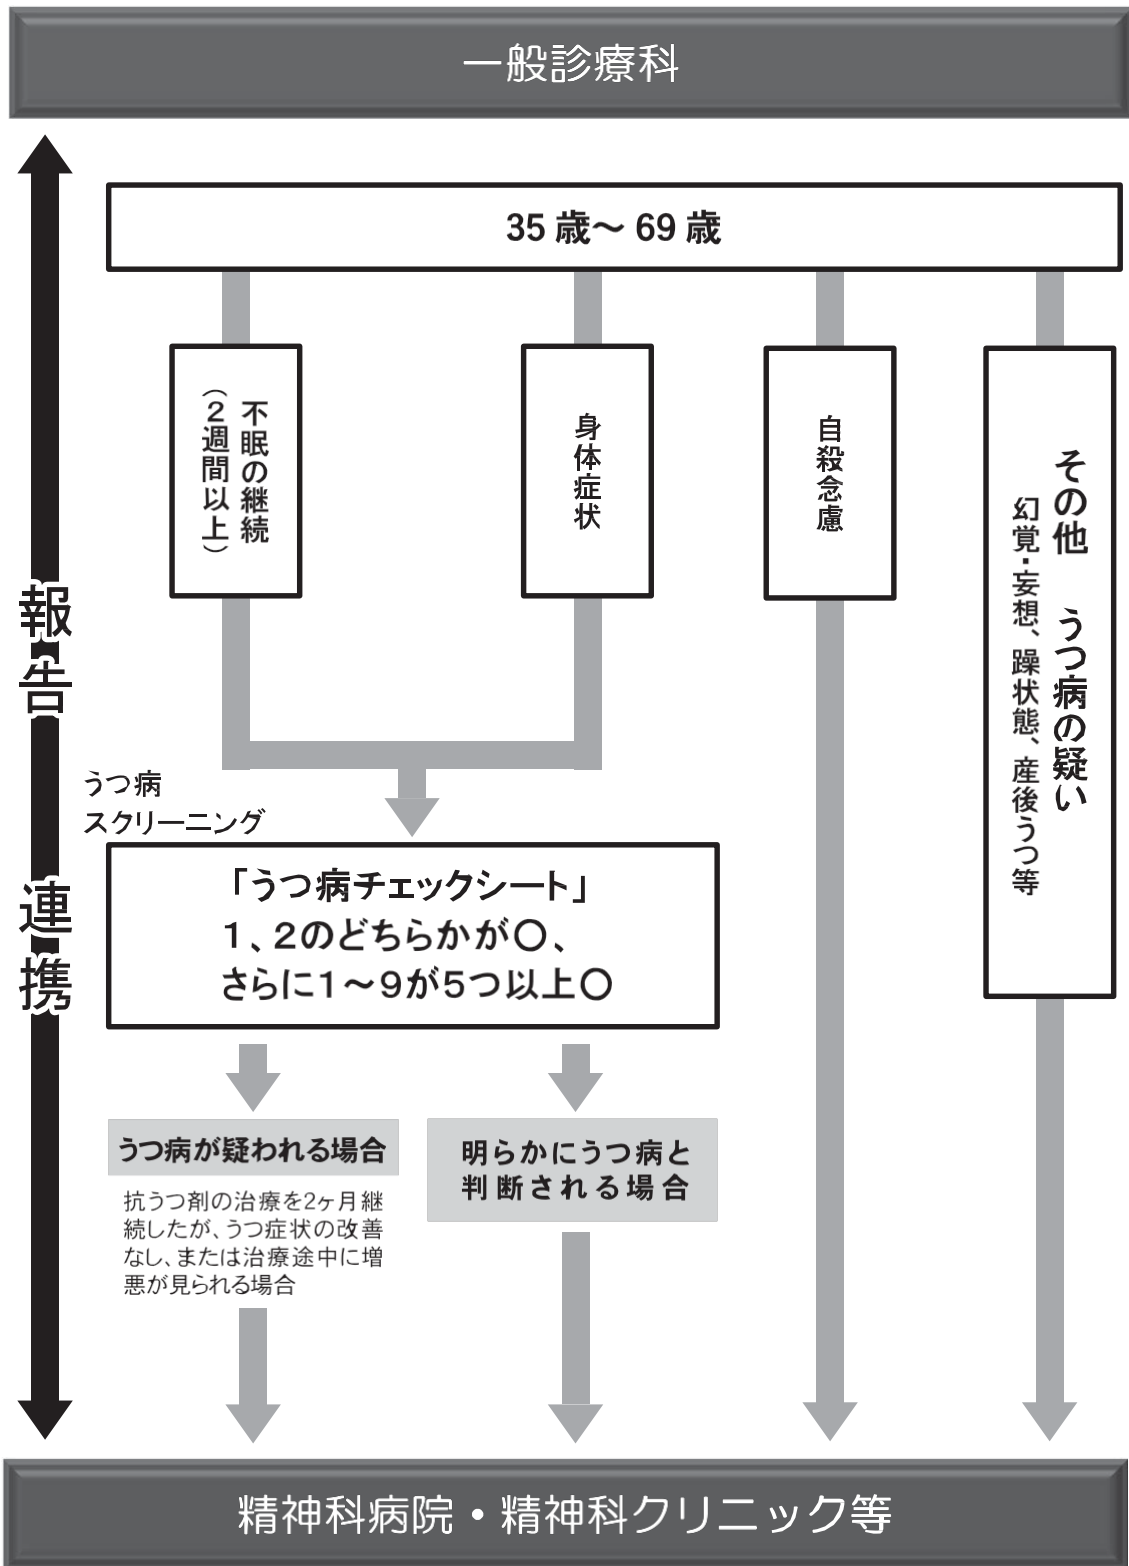 一般診療科
35歳～69歳
不眠の継続
（２週間以上）
身体症状
自殺念慮
その他　うつ病の疑い
幻覚・妄想、躁状態、産後うつ等
報告　連携
うつ病
スクリーニング
「うつ病チェックシート」
１、２のどちらかが〇、
さらに１～９が５つ以上〇
うつ病が疑われる場合
抗うつ剤の治療を2ヶ月継
続したが、うつ症状の改善
なし、または治療途中に増
悪が見られる場合
明らかにうつ病と
判断される場合
精神科病院・精神科クリニック等